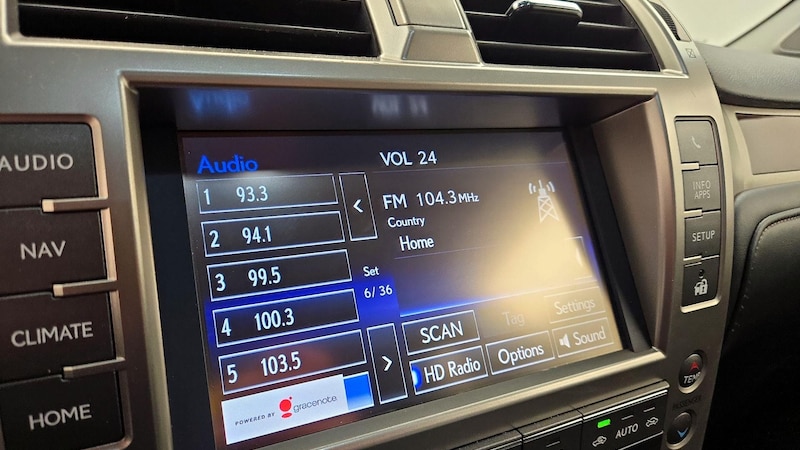 AUDIO
NAV
CLIMATE
HOME
Audio
VOL 24
1 93.3
2 94.1
3 99.5
4 100.3
5 103.5
<
Set
6/36
>
FM 104.3 MHz
Country
Home
SCAN
Tag
Settings
HD Radio
Options
Sound
POWERED BY gracenote
INFO
APPS
SETUP
TEMP
AUTO